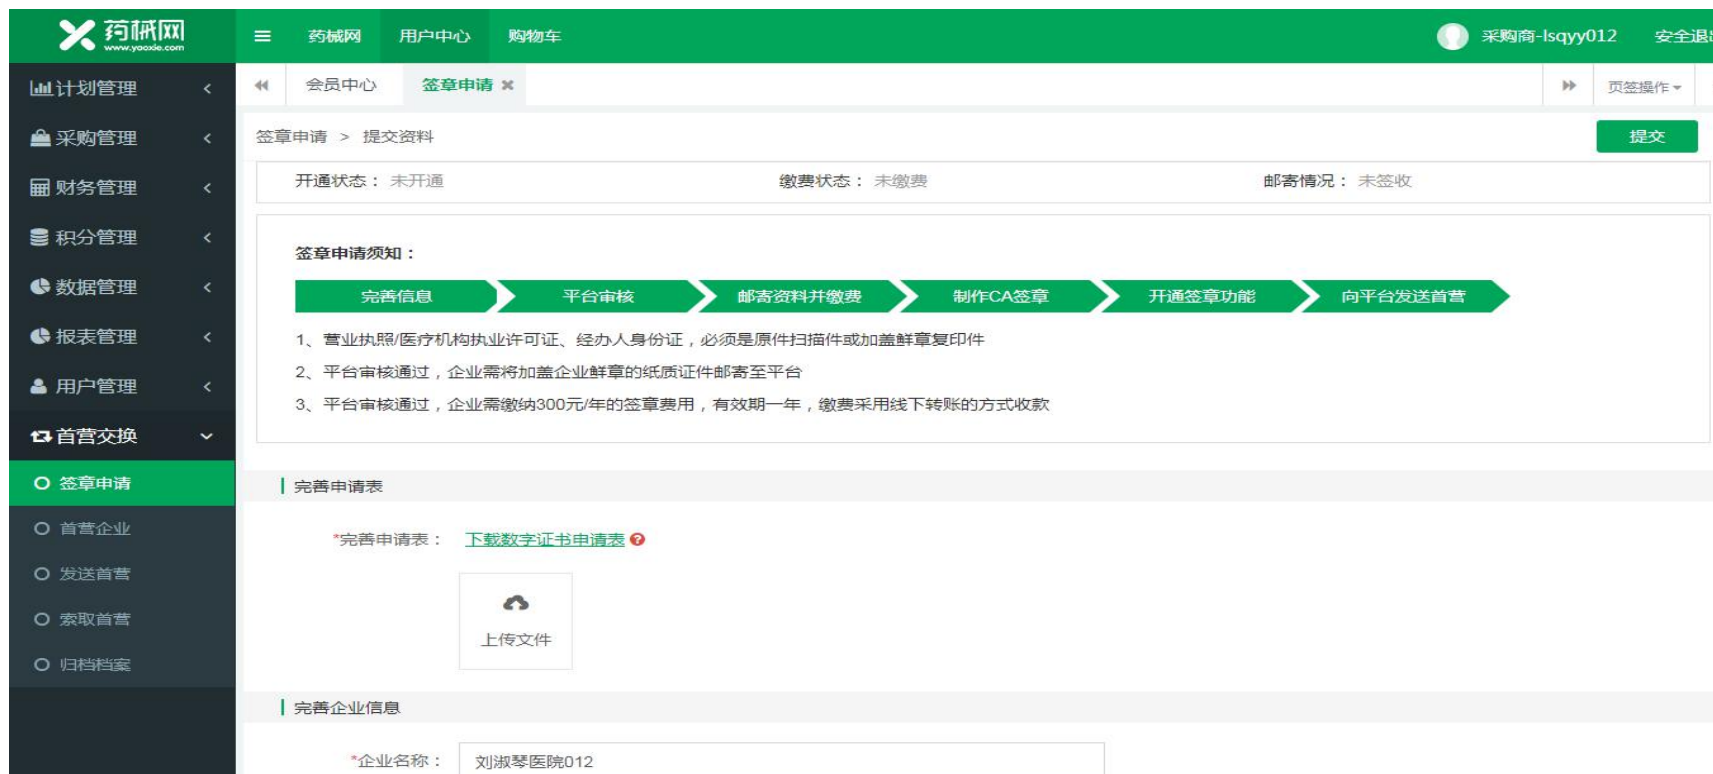 药械网
www.yaoxie.com
药械网 用户中心 购物车
采购商-lsqyy012 安全退出
会员中心 签章申请
页签操作
签章申请 > 提交资料
提交
计划管理
采购管理
财务管理
积分管理
数据管理
报表管理
用户管理
首营交换
签章申请
首营企业
发送首营
索取首营
归档档案
开通状态： 未开通 缴费状态： 未缴费 邮寄情况： 未签收
签章申请须知：
完善信息 平台审核 邮寄资料并缴费 制作CA签章 开通签章功能 向平台发送首营
1、营业执照/医疗机构执业许可证、经办人身份证，必须是原件扫描件或加盖鲜章复印件
2、平台审核通过，企业需将加盖企业鲜章的纸质证件邮寄至平台
3、平台审核通过，企业需缴纳300元/年的签章费用，有效期一年，缴费采用线下转账的方式收款
完善申请表
*完善申请表： 下载数字证书申请表
上传文件
完善企业信息
*企业名称： 刘淑琴医院012